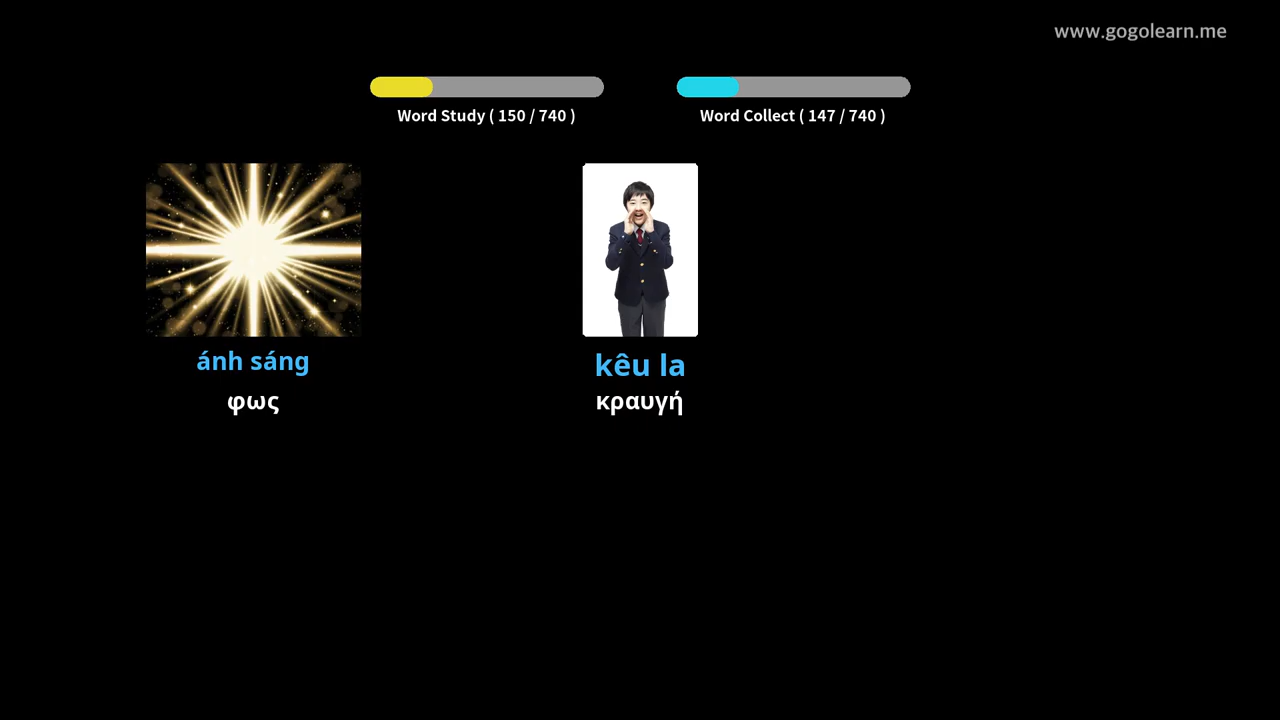 www.gogolearn.me
Word Study ( 150 / 740 )
Word Collect ( 147 / 740 )
ánh sáng
φως
kêu la
κραυγή